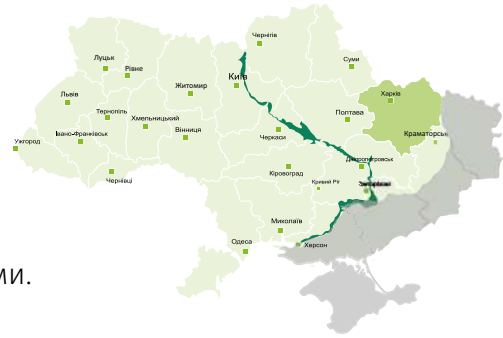 Чернігів
Луцьк
Рівне
Суми
Київ
Житомир
Львів
Харків
Тернопіль
Хмельницький
Полтава
Івано-Франківськ
Вінниця
Черкаси
Краматорськ
Ужгород
Дніпропетровськ
Чернівці
Кіровоград
Кривий Ріг
Миколаїв
Одеса
Херсон
ми.